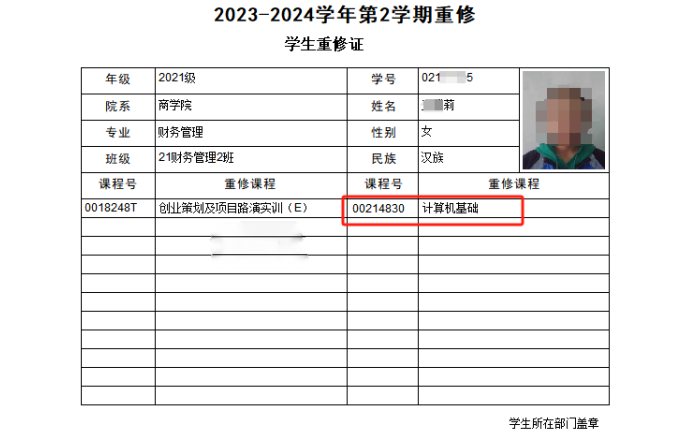 2023-2024学年第2学期重修
学生重修证
年级 2021级 学号 021 5
院系 商学院 姓名 莉
专业 财务管理 性别 女
班级 21财务管理2班 民族 汉族
课程号 重修课程 课程号 重修课程
0018248T 创业策划及项目路演实训（E） 00214830 计算机基础
学生所在部门盖章